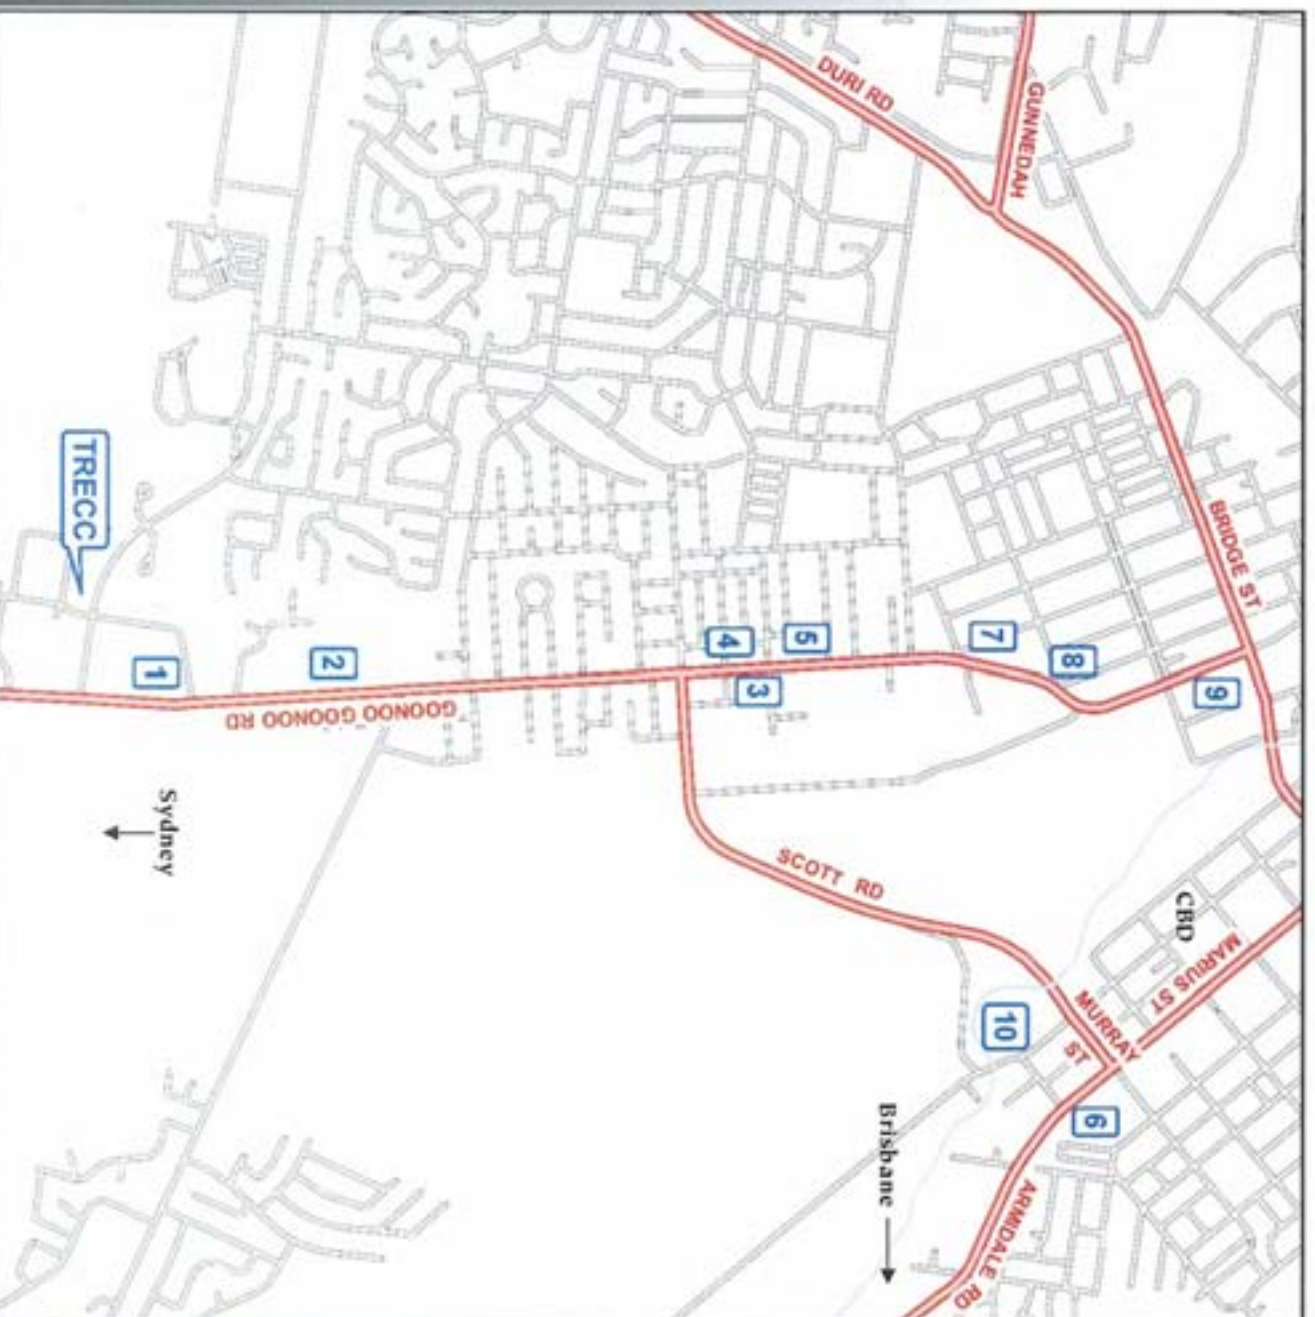 DURI RD
GUNNEDAH
BRIDGE ST
TRECC
1
2
4
5
3
7
8
9
GOONOO GOONOO RD
Sydney
SCOTT RD
CBD
MARIUS ST
MURRAY
ST
10
6
Brisbane
ARMIDALE RD